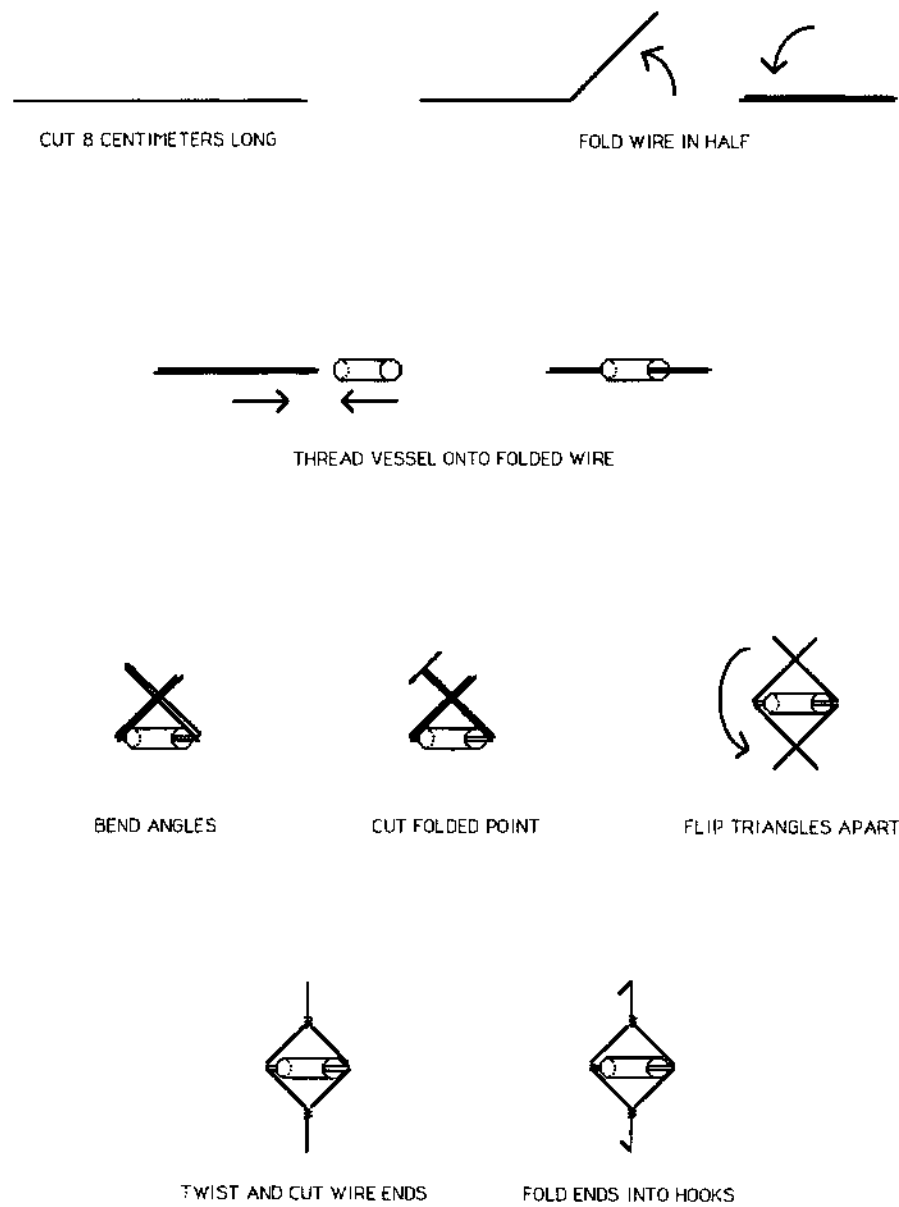 CUT 8 CENTIMETERS LONG
FOLD WIRE IN HALF
THREAD VESSEL ONTO FOLDED WIRE
BEND ANGLES
CUT FOLDED POINT
FLIP TRIANGLES APART
TWIST AND CUT WIRE ENDS
FOLD ENDS INTO HOOKS